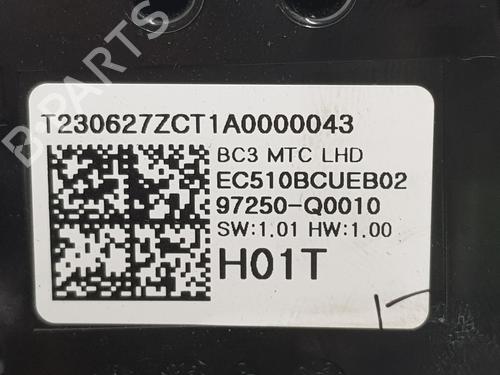 B-PARTS
T230627ZCT1A0000043
BC3 MTC LHD
EC510BCUEB02
97250-Q0010
SW:1.01 HW:1.00
H01T